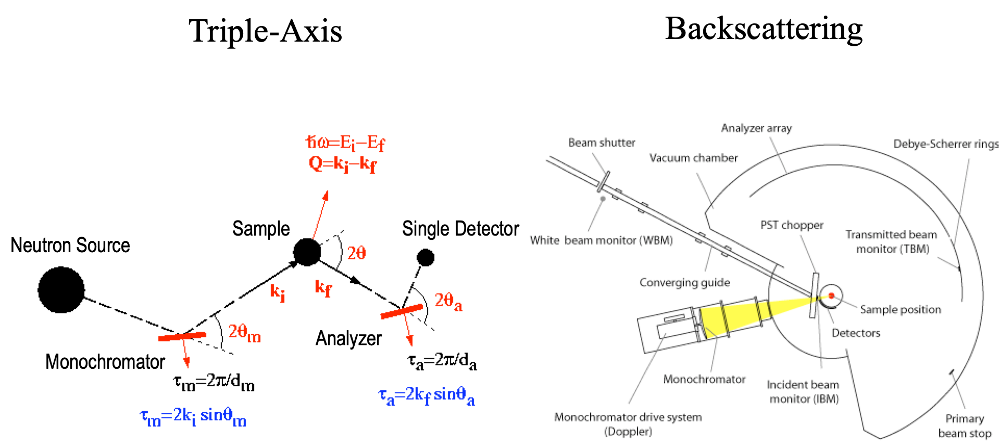 Triple-Axis
ħω=Ei−Ef
Q=ki−kf
Sample
Single Detector
Neutron Source
2θ
ki
kf
2θa
2θm
Analyzer
Monochromator
τa=2π/da
τm=2π/dm
τa=2kf sinθa
τm=2ki sinθm
Backscattering
Analyzer array
Beam shutter
Debye-Scherrer rings
Vacuum chamber
PST chopper
White beam monitor (WBM)
Transmitted beam
monitor (TBM)
Converging guide
Sample position
Detectors
Monochromator
Incident beam
monitor (IBM)
Monochromator drive system
(Doppler)
Primary
beam stop